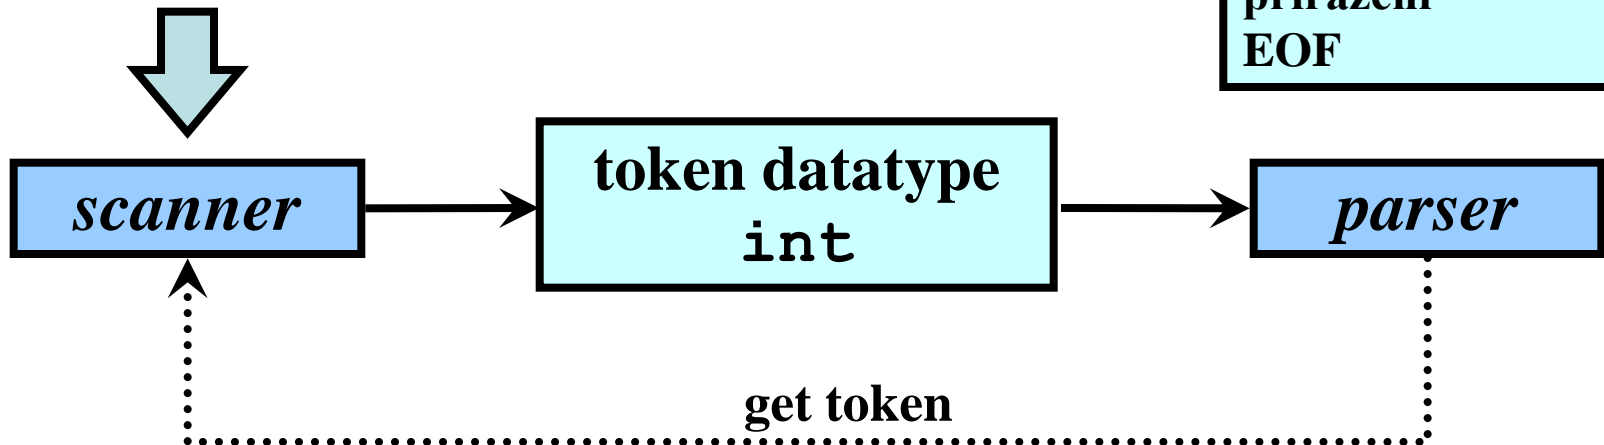 EOF
scanner
token datatype
int
parser
get token